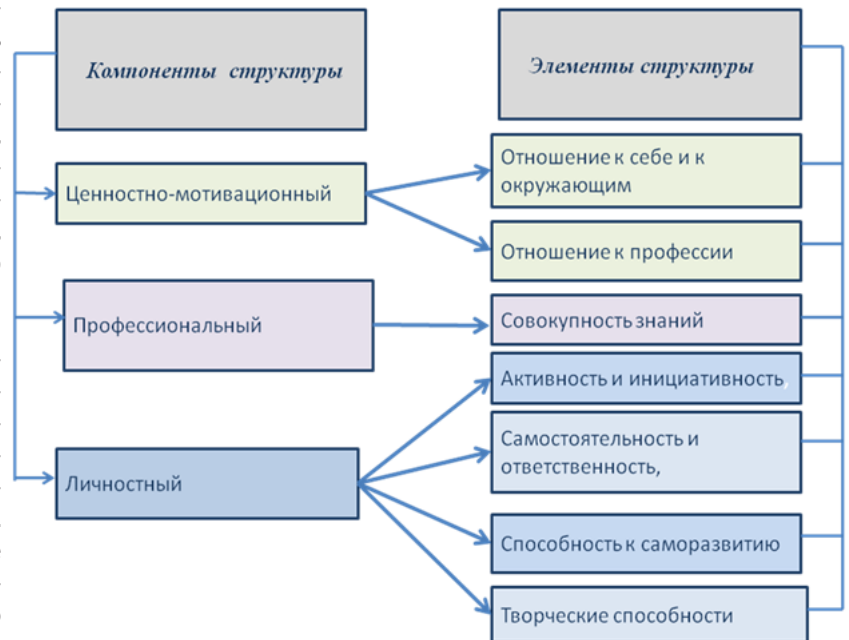 Компоненты структуры
Элементы структуры
Ценностно-мотивационный
Отношение к себе и к
окружающим
Отношение к профессии
Профессиональный
Совокупность знаний
Личностный
Активность и инициативность,
Самостоятельность и
ответственность,
Способность к саморазвитию
Творческие способности